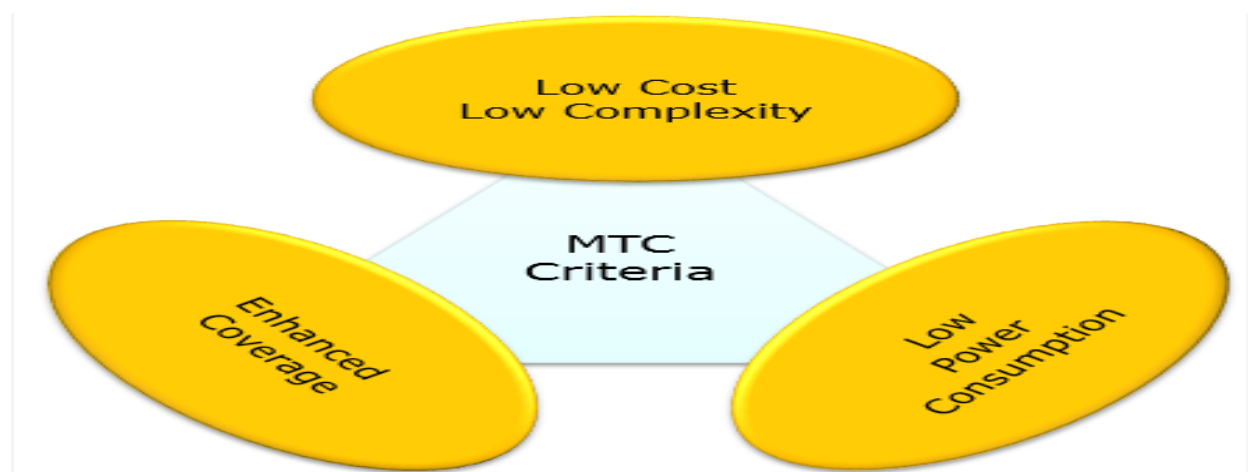 Low Cost
Low Complexity
MTC
Criteria
Enhanced
Coverage
Low
Power
Consumption